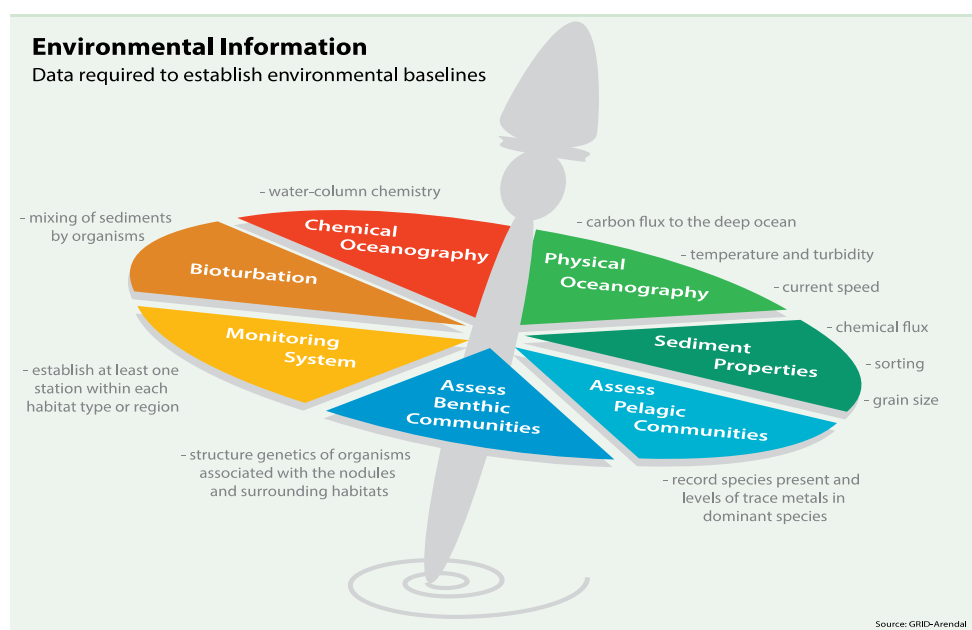 Environmental Information
Data required to establish environmental baselines
- water-column chemistry
- mixing of sediments
by organisms
Chemical
Oceanography
Bioturbation
- carbon flux to the deep ocean
- temperature and turbidity
- current speed
Physical
Oceanography
Monitoring
System
- establish at least one
station within each
habitat type or region
Sediment
Properties
- chemical flux
- sorting
- grain size
Assess
Benthic
Communities
- structure genetics of organisms
associated with the nodules
and surrounding habitats
Assess
Pelagic
Communities
- record species present and
levels of trace metals in
dominant species
Source: GRID-Arendal